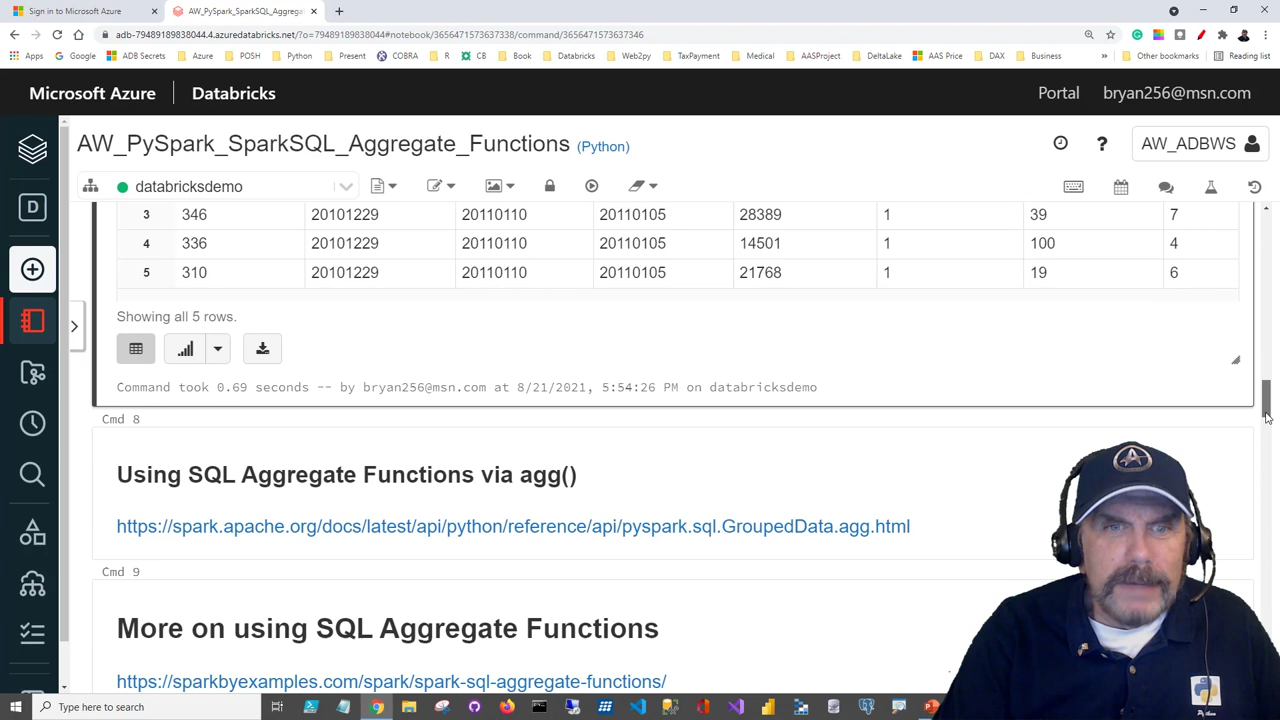 Sign in to Microsoft Azure
AW_PySpark_SparkSQL_Aggrega
adb-79489189838044.4.azuredatabricks.net/?o=79489189838044#notebook/3656471573637338/command/3656471573637346
Apps Google ADB Secrets Azure POSH Python Present COBRA R CB Book Databricks Web2py TaxPayment Medical AASProject DeltaLake AAS Price DAX Business » Other bookmarks Reading list
Microsoft Azure Databricks Portal bryan256@msn.com
AW_PySpark_SparkSQL_Aggregate_Functions (Python) ? AW_ADBWS
D databricksdemo
3 346 20101229 20110110 20110105 28389 1 39 7
4 336 20101229 20110110 20110105 14501 1 100 4
5 310 20101229 20110110 20110105 21768 1 19 6
Showing all 5 rows.
Command took 0.69 seconds -- by bryan256@msn.com at 8/21/2021, 5:54:26 PM on databricksdemo
Cmd 8
Using SQL Aggregate Functions via agg()
https://spark.apache.org/docs/latest/api/python/reference/api/pyspark.sql.GroupedData.agg.html
Cmd 9
More on using SQL Aggregate Functions
https://sparkbyexamples.com/spark/spark-sql-aggregate-functions/
Type here to search